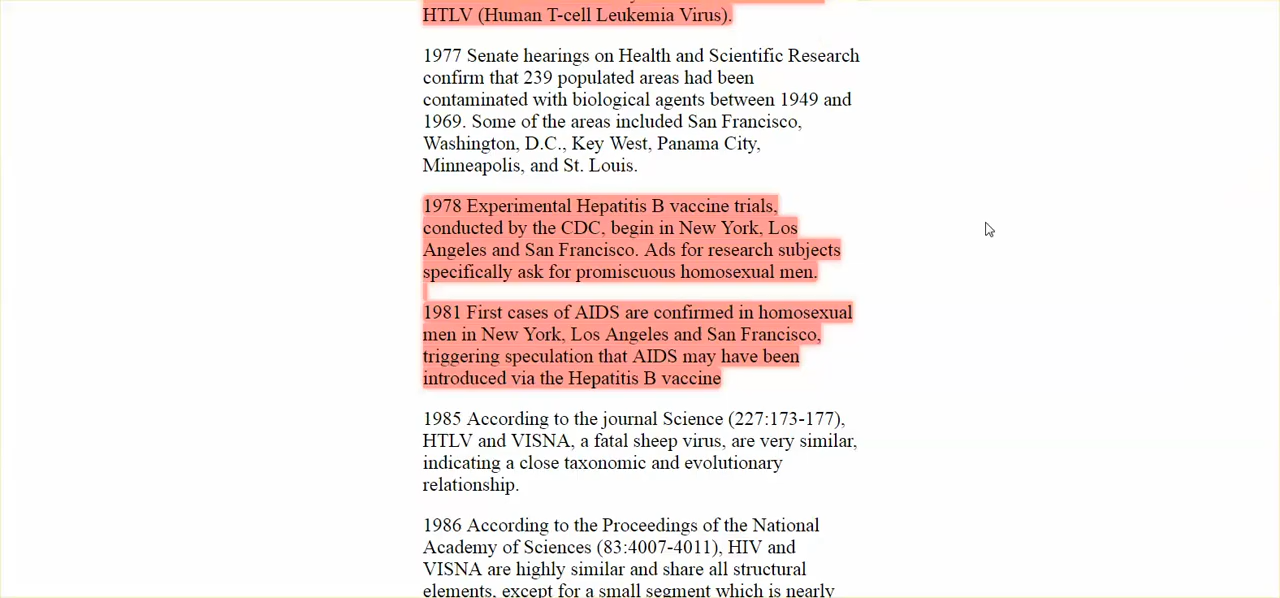 HTLV (Human T-cell Leukemia Virus).
1977 Senate hearings on Health and Scientific Research
confirm that 239 populated areas had been
contaminated with biological agents between 1949 and
1969. Some of the areas included San Francisco,
Washington, D.C., Key West, Panama City,
Minneapolis, and St. Louis.
1978 Experimental Hepatitis B vaccine trials,
conducted by the CDC, begin in New York, Los
Angeles and San Francisco. Ads for research subjects
specifically ask for promiscuous homosexual men.
1981 First cases of AIDS are confirmed in homosexual
men in New York, Los Angeles and San Francisco,
triggering speculation that AIDS may have been
introduced via the Hepatitis B vaccine
1985 According to the journal Science (227:173-177),
HTLV and VISNA, a fatal sheep virus, are very similar,
indicating a close taxonomic and evolutionary
relationship.
1986 According to the Proceedings of the National
Academy of Sciences (83:4007-4011), HIV and
VISNA are highly similar and share all structural
elements, except for a small segment which is nearly